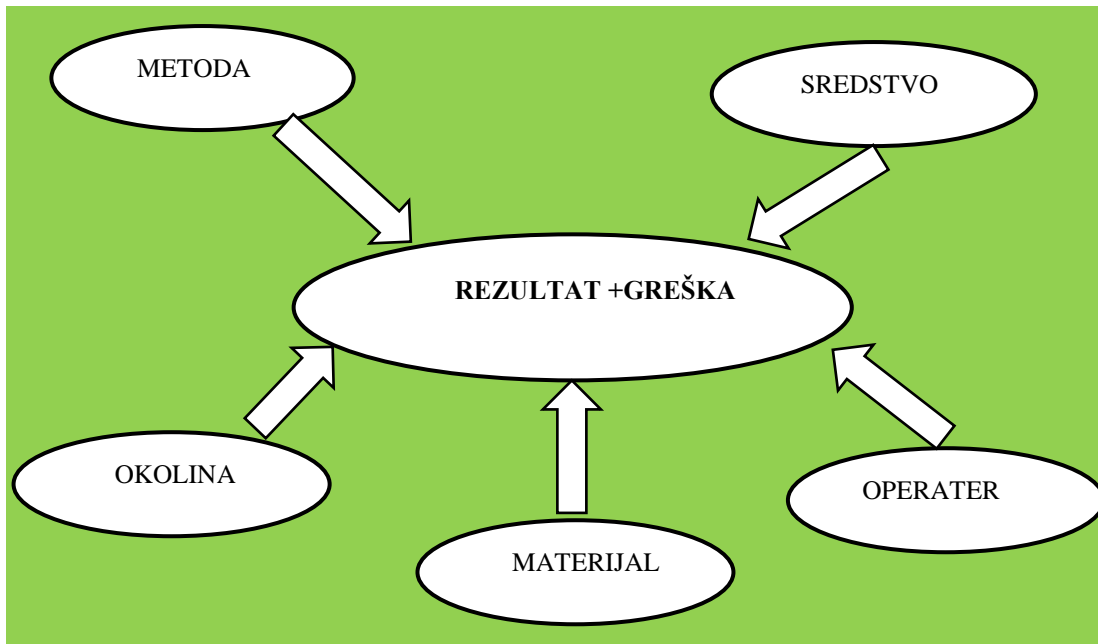 METODA
SREDSTVO
REZULTAT +GREŠKA
OKOLINA
OPERATER
MATERIJAL